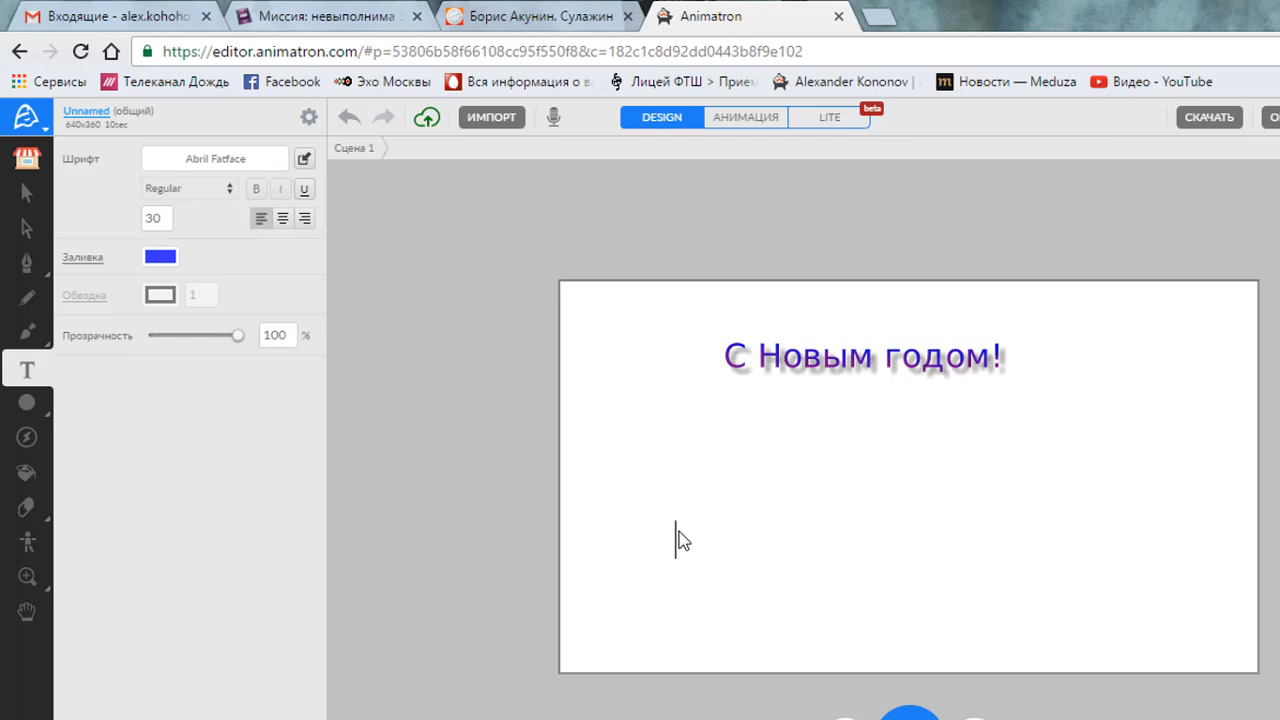 Входящие - alex.kohoho
Миссия: невыполнима
Борис Акунин. Сулажин
Animatron
https://editor.animatron.com/#p=53806b58f66108cc95f550f8&c=182c1c8d92dd0443b8f9e102
Сервисы Телеканал Дождь Facebook Эхо Москвы Вся информация о в Лицей ФТШ > Прием Alexander Konovov | Новости — Meduza Видео - YouTube
Unnamed (общий)
640x360 10sec
ИМПОРТ
DESIGN АНИМАЦИЯ LITE beta
СКАЧАТЬ
Сцена 1
Шрифт Abril Fatface
Regular B I U
30
Заливка
Обводка 1
Прозрачность 100 %
T
С Новым годом!